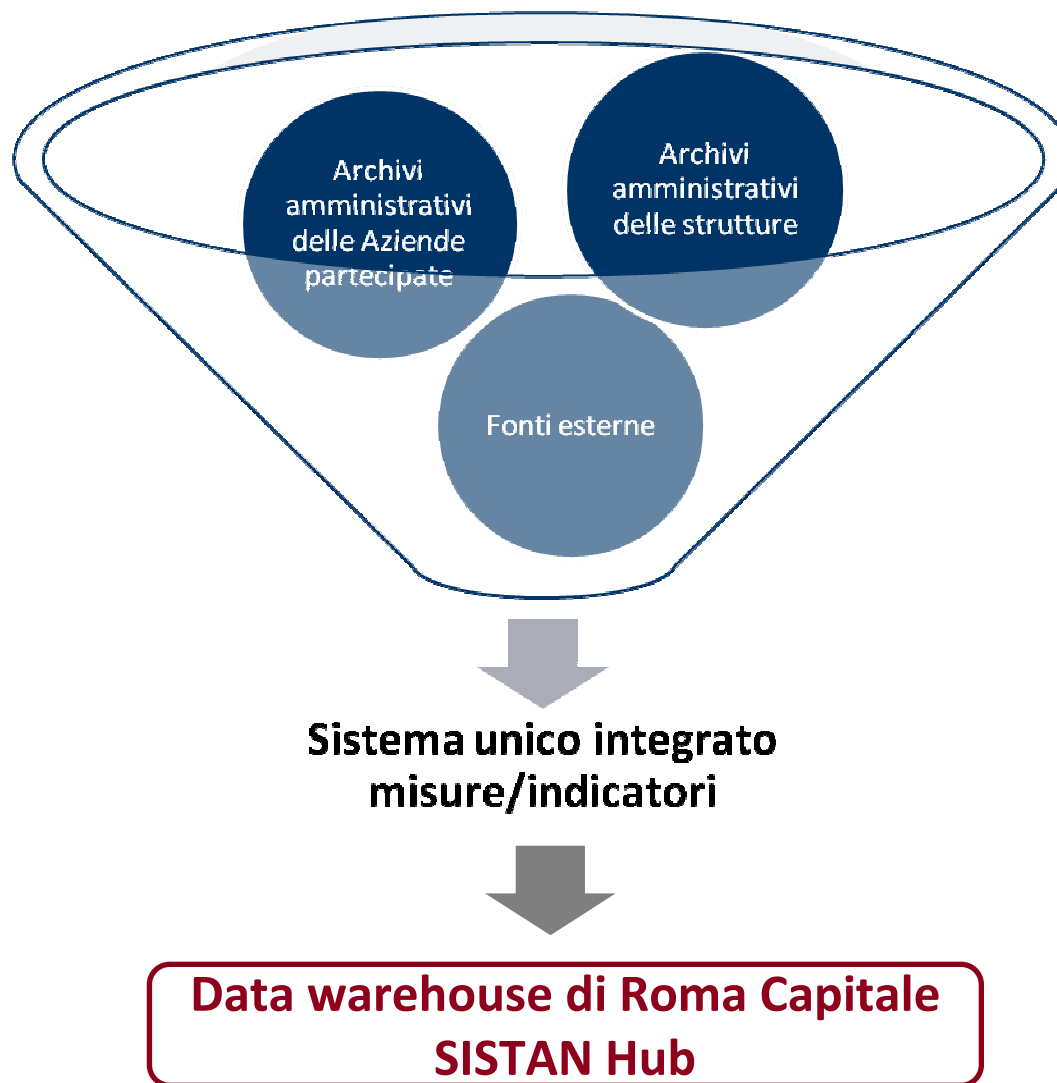 Archivi
amministrativi
delle Aziende
partecipate
Archivi
amministrativi
delle strutture
Fonti esterne
Sistema unico integrato
misure/indicatori
Data warehouse di Roma Capitale
SISTAN Hub